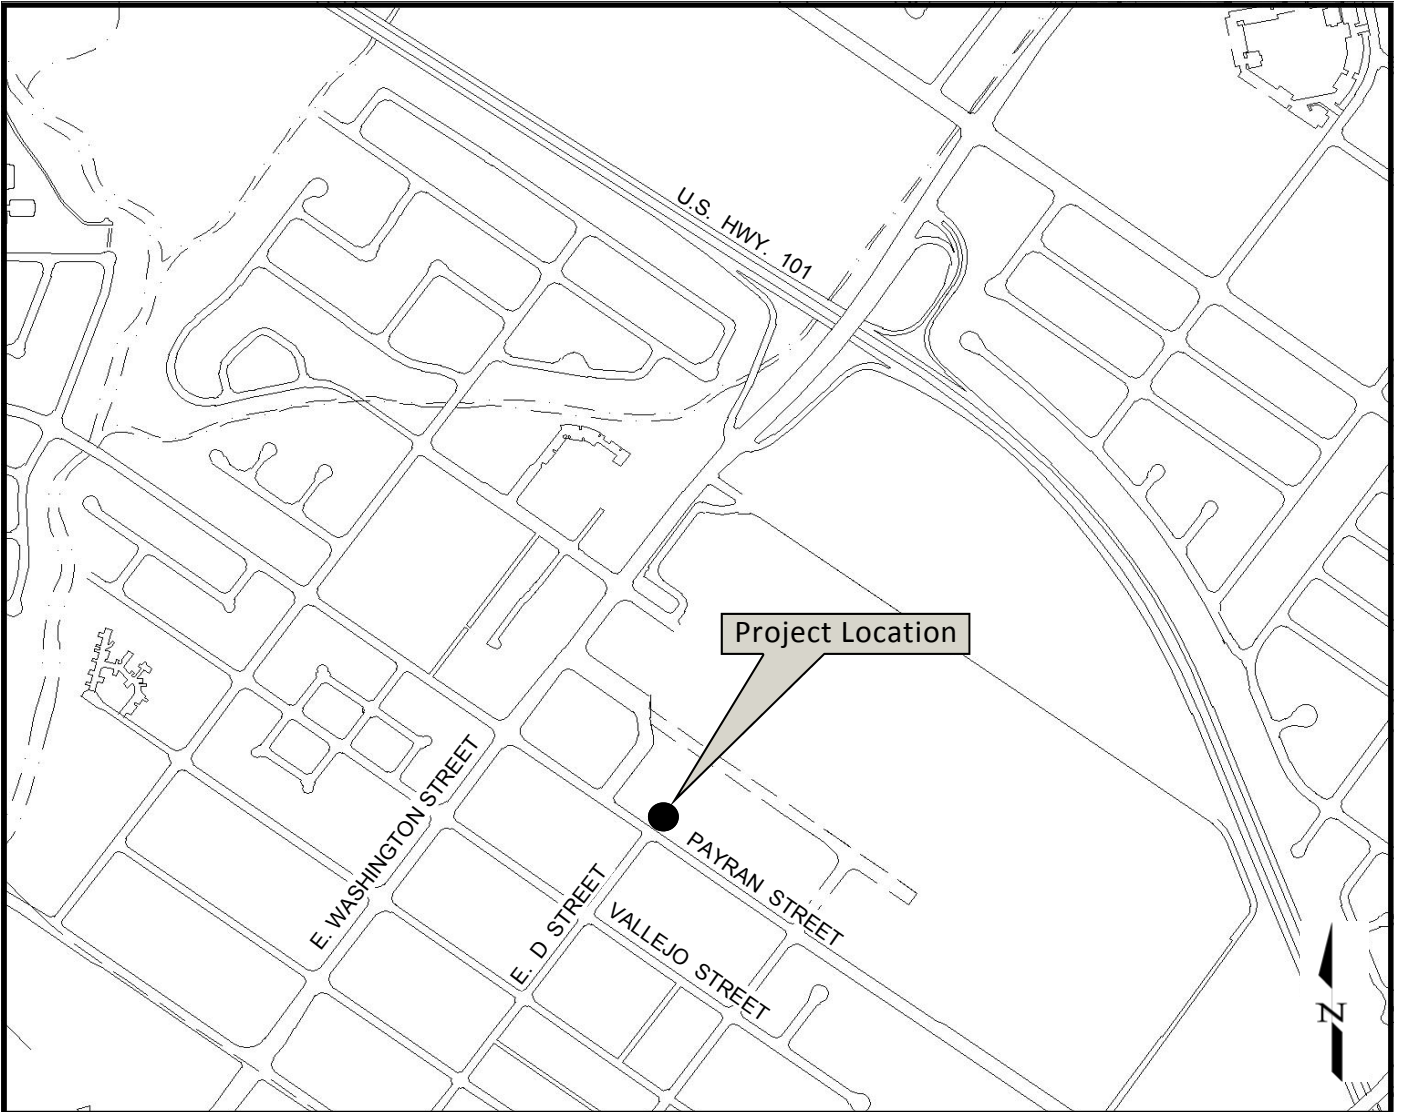 U.S. HWY. 101
Project Location
E. WASHINGTON STREET
PAYRAN STREET
E. D STREET
VALLEJO STREET
N